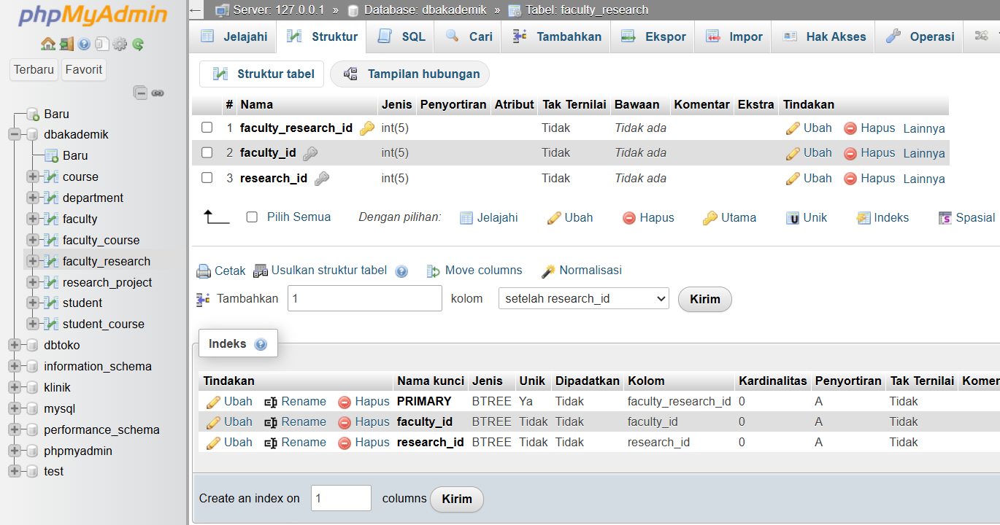 phpMyAdmin
Terbaru Favorit
Baru
dbakademik
Baru
course
department
faculty
faculty_course
faculty_research
research_project
student
student_course
dbtoko
information_schema
klinik
mysql
performance_schema
phpmyadmin
test
← Server: 127.0.0.1 » Database: dbakademik » Tabel: faculty_research
Jelajahi Struktur SQL Cari Tambahkan Ekspor Impor Hak Akses Operasi
Struktur tabel Tampilan hubungan
# Nama Jenis Penyortiran Atribut Tak Ternilai Bawaan Komentar Ekstra Tindakan
1 faculty_research_id int(5) Tidak Tidak ada Ubah Hapus Lainnya
2 faculty_id int(5) Tidak Tidak ada Ubah Hapus Lainnya
3 research_id int(5) Tidak Tidak ada Ubah Hapus Lainnya
Pilih Semua Dengan pilihan: Jelajahi Ubah Hapus Utama Unik Indeks Spasial
Cetak Usulkan struktur tabel Move columns Normalisasi
Tambahkan 1 kolom setelah research_id Kirim
Indeks
Tindakan Nama kunci Jenis Unik Dipadatkan Kolom Kardinalitas Penyortiran Tak Ternilai Komen
Ubah Rename Hapus PRIMARY BTREE Ya Tidak faculty_research_id 0 A Tidak
Ubah Rename Hapus faculty_id BTREE Tidak Tidak faculty_id 0 A Tidak
Ubah Rename Hapus research_id BTREE Tidak Tidak research_id 0 A Tidak
Create an index on 1 columns Kirim